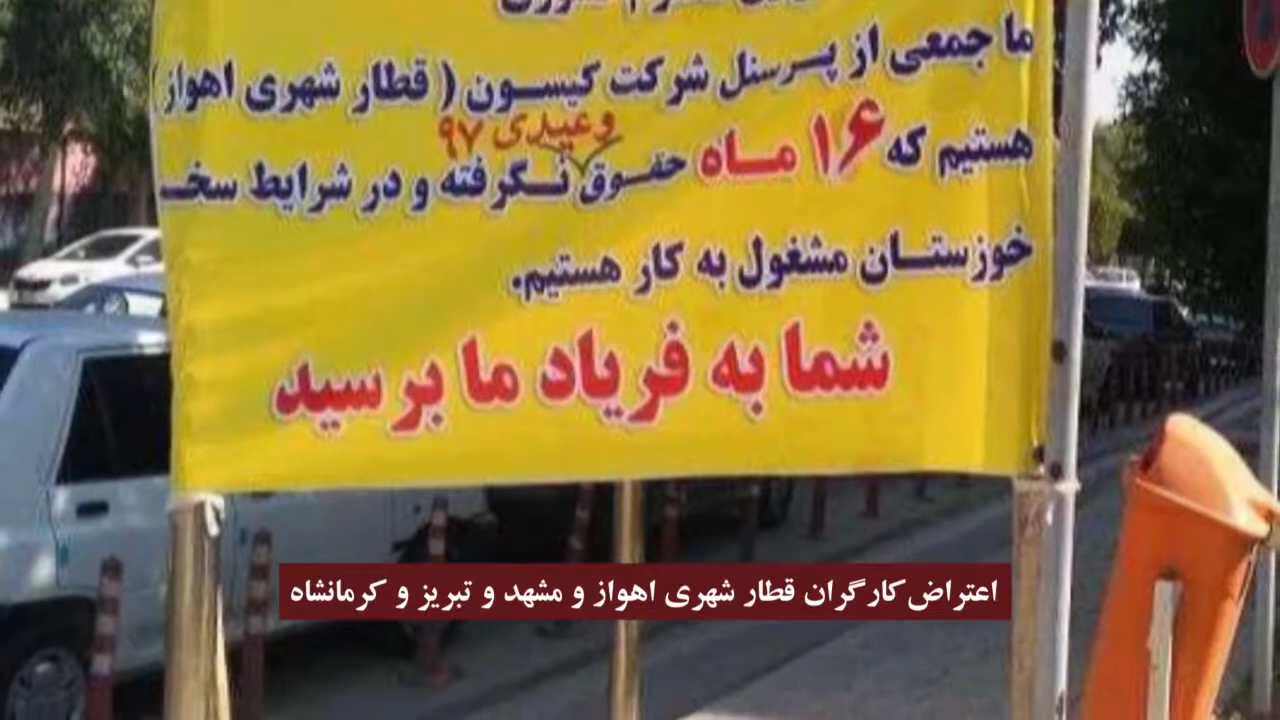 ما جمعی از پرسنل شرکت کیسون ( قطار شهری اهواز)
هستیم که ۱۶ ماه حقوق وعیدی ۹۷ نگرفته و در شرایط سخ
خوزستان مشغول به کار هستیم.
شما به فریاد ما برسید
اعتراض کارگران قطار شهری اهواز و مشهد و تبریز و کرمانشاه